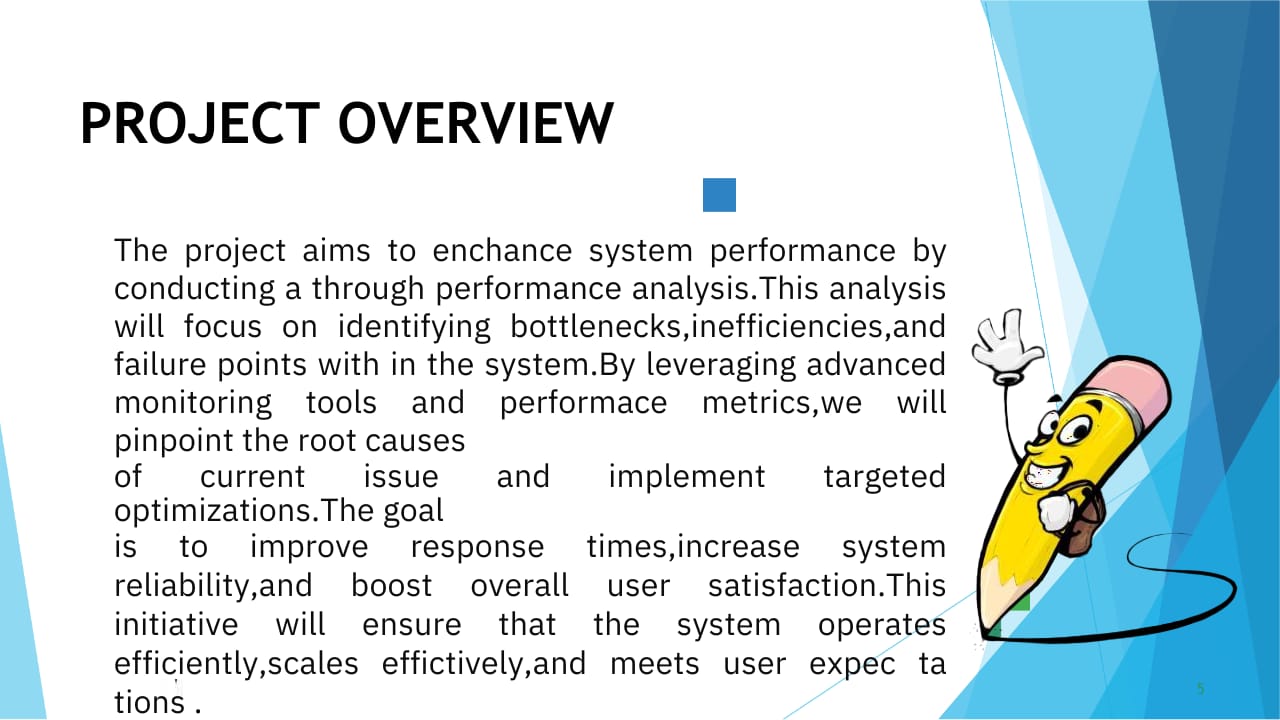 PROJECT OVERVIEW
The project aims to enchance system performance by
conducting a through performance analysis.This analysis
will focus on identifying bottlenecks,inefficiencies,and
failure points with in the system.By leveraging advanced
monitoring tools and performace metrics,we will
pinpoint the root causes
of current issue and implement targeted
optimizations.The goal
is to improve response times,increase system
reliability,and boost overall user satisfaction.This
initiative will ensure that the system operates
efficiently,scales effictively,and meets user expec ta
tions .
5